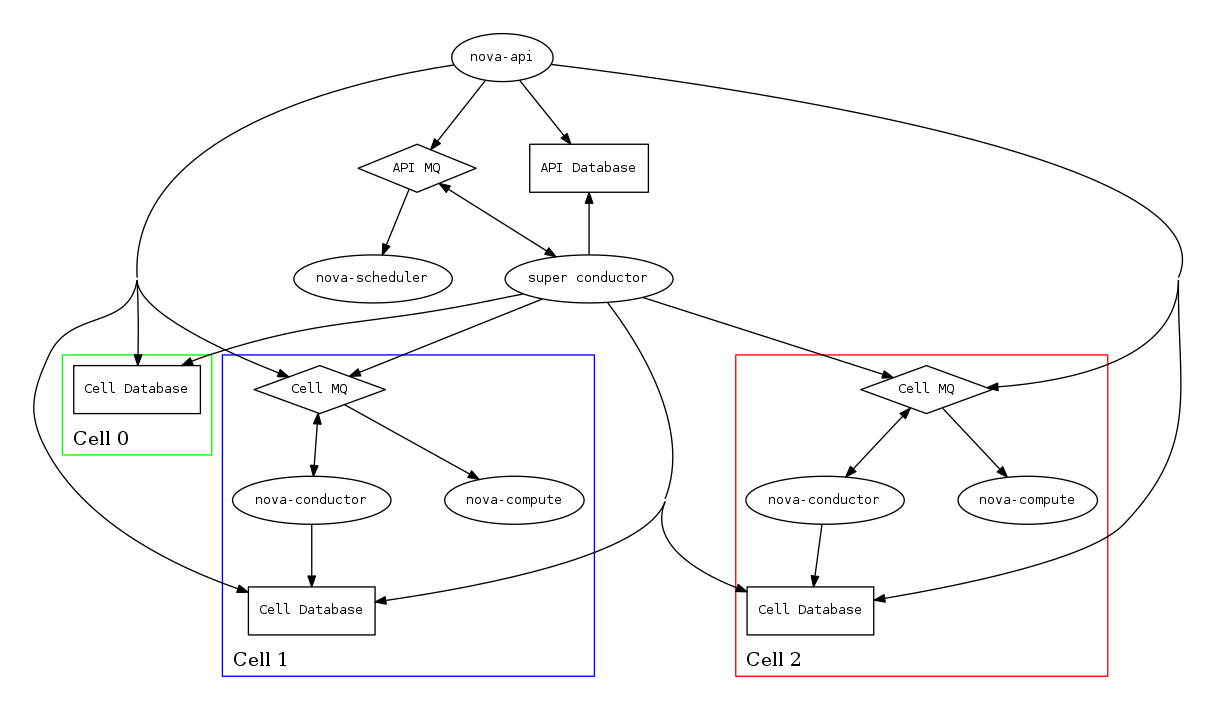 nova-api
API MQ
API Database
nova-scheduler
super conductor
Cell Database
Cell 0
Cell MQ
nova-conductor
nova-compute
Cell Database
Cell 1
Cell MQ
nova-conductor
nova-compute
Cell Database
Cell 2